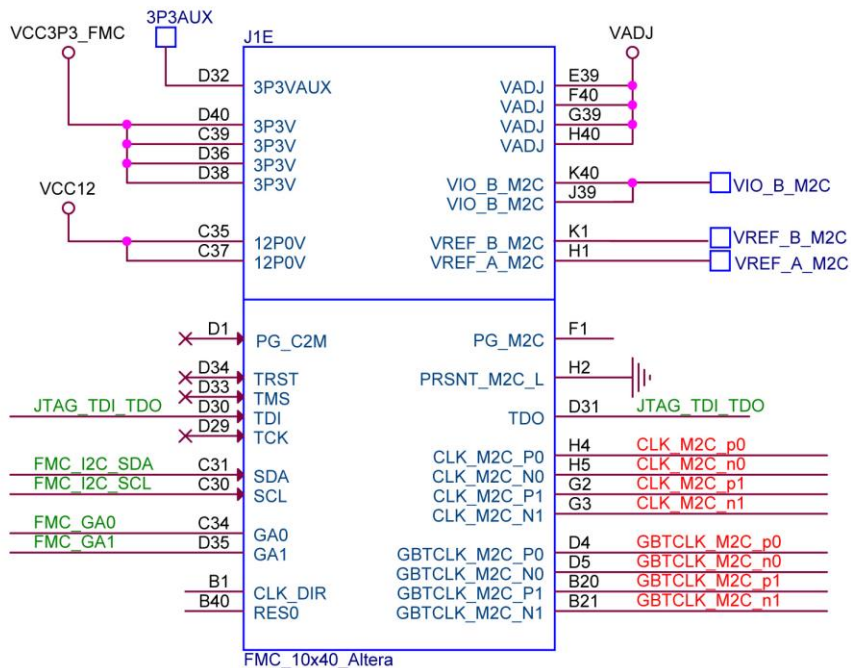 3P3AUX
VCC3P3_FMC
J1E
VADJ
D32
3P3VAUX
VADJ
E39
VADJ
F40
D40
3P3V
VADJ
G39
C39
3P3V
VADJ
H40
D36
3P3V
D38
3P3V
VIO_B_M2C
K40
VIO_B_M2C
VIO_B_M2C
J39
VCC12
C35
12P0V
VREF_B_M2C
K1
VREF_B_M2C
C37
12P0V
VREF_A_M2C
H1
VREF_A_M2C
D1
PG_C2M
PG_M2C
F1
D34
TRST
PRSNT_M2C_L
H2
D33
TMS
JTAG_TDI_TDO
D30
TDI
TDO
D31
JTAG_TDI_TDO
D29
TCK
CLK_M2C_P0
H4
CLK_M2C_p0
FMC_I2C_SDA
C31
SDA
CLK_M2C_N0
H5
CLK_M2C_n0
FMC_I2C_SCL
C30
SCL
CLK_M2C_P1
G2
CLK_M2C_p1
CLK_M2C_N1
G3
CLK_M2C_n1
FMC_GA0
C34
GA0
FMC_GA1
D35
GA1
GBTCLK_M2C_P0
D4
GBTCLK_M2C_p0
GBTCLK_M2C_N0
D5
GBTCLK_M2C_n0
B1
CLK_DIR
GBTCLK_M2C_P1
B20
GBTCLK_M2C_p1
B40
RES0
GBTCLK_M2C_N1
B21
GBTCLK_M2C_n1
FMC_10x40_Altera